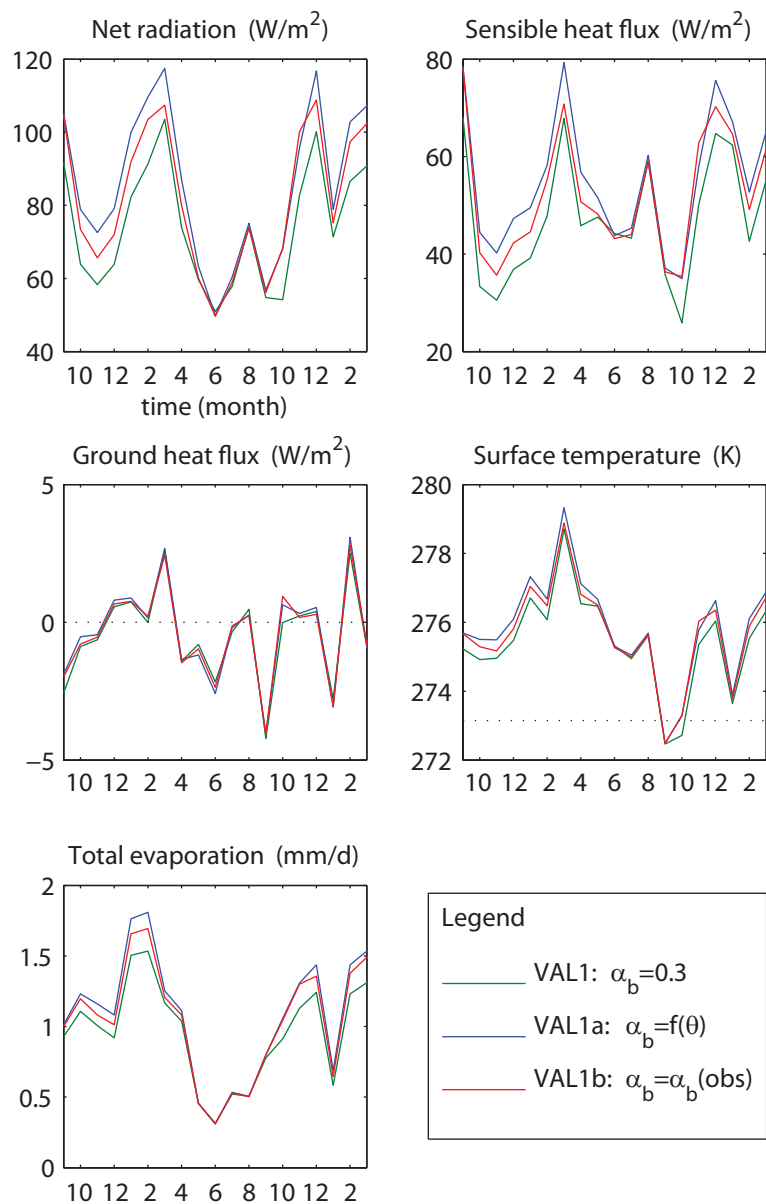 Net radiation (W/m²)
120
100
80
60
40
10 12 2 4 6 8 10 12 2
time (month)
Sensible heat flux (W/m²)
80
60
40
20
10 12 2 4 6 8 10 12 2
Ground heat flux (W/m²)
5
0
−5
10 12 2 4 6 8 10 12 2
Surface temperature (K)
280
278
276
274
272
10 12 2 4 6 8 10 12 2
Total evaporation (mm/d)
2
1.5
1
0.5
0
10 12 2 4 6 8 10 12 2
Legend
VAL1: α_b=0.3
VAL1a: α_b=f(θ)
VAL1b: α_b=α_b(obs)